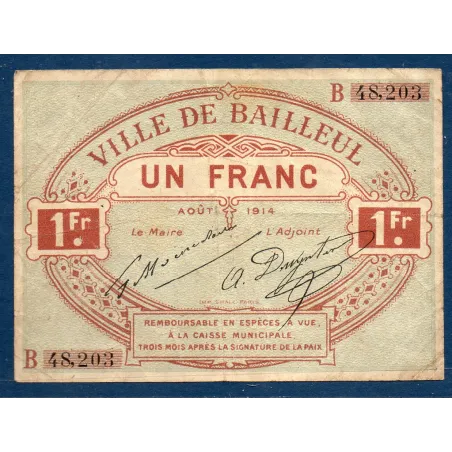 B 48,203
VILLE DE BAILLEUL
UN FRANC
AOÛT 1914
1Fr. 1Fr.
Le Maire L'Adjoint
REMBOURSABLE EN ESPÈCES A VUE,
À LA CAISSE MUNICIPALE
TROIS MOIS APRÈS LA SIGNATURE DE LA PAIX
B 48,203